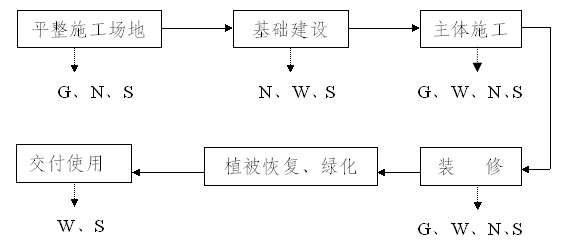 平整施工场地
基础建设
主体施工
G、N、S
N、W、S
G、W、N、S
交付使用
植被恢复、绿化
装 修
W、S
G、W、N、S